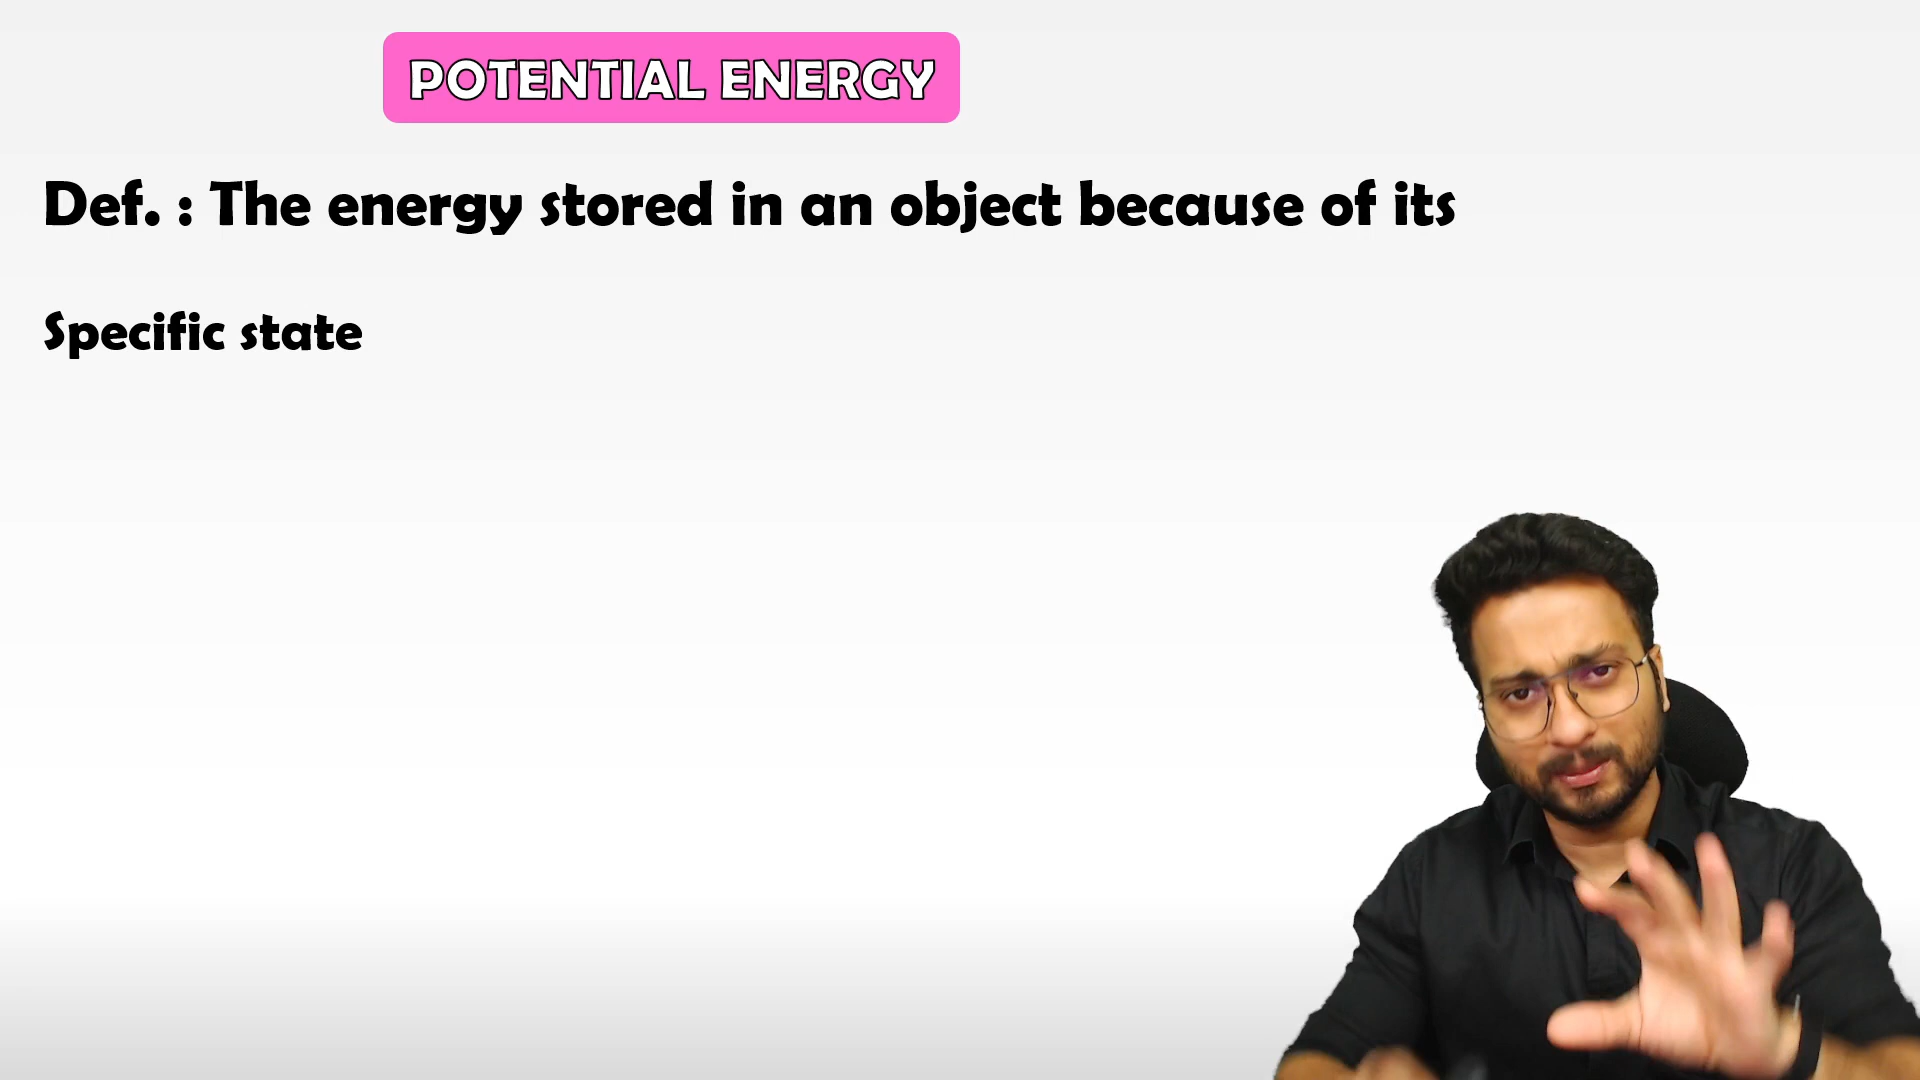 POTENTIAL ENERGY
Def. : The energy stored in an object because of its
Specific state